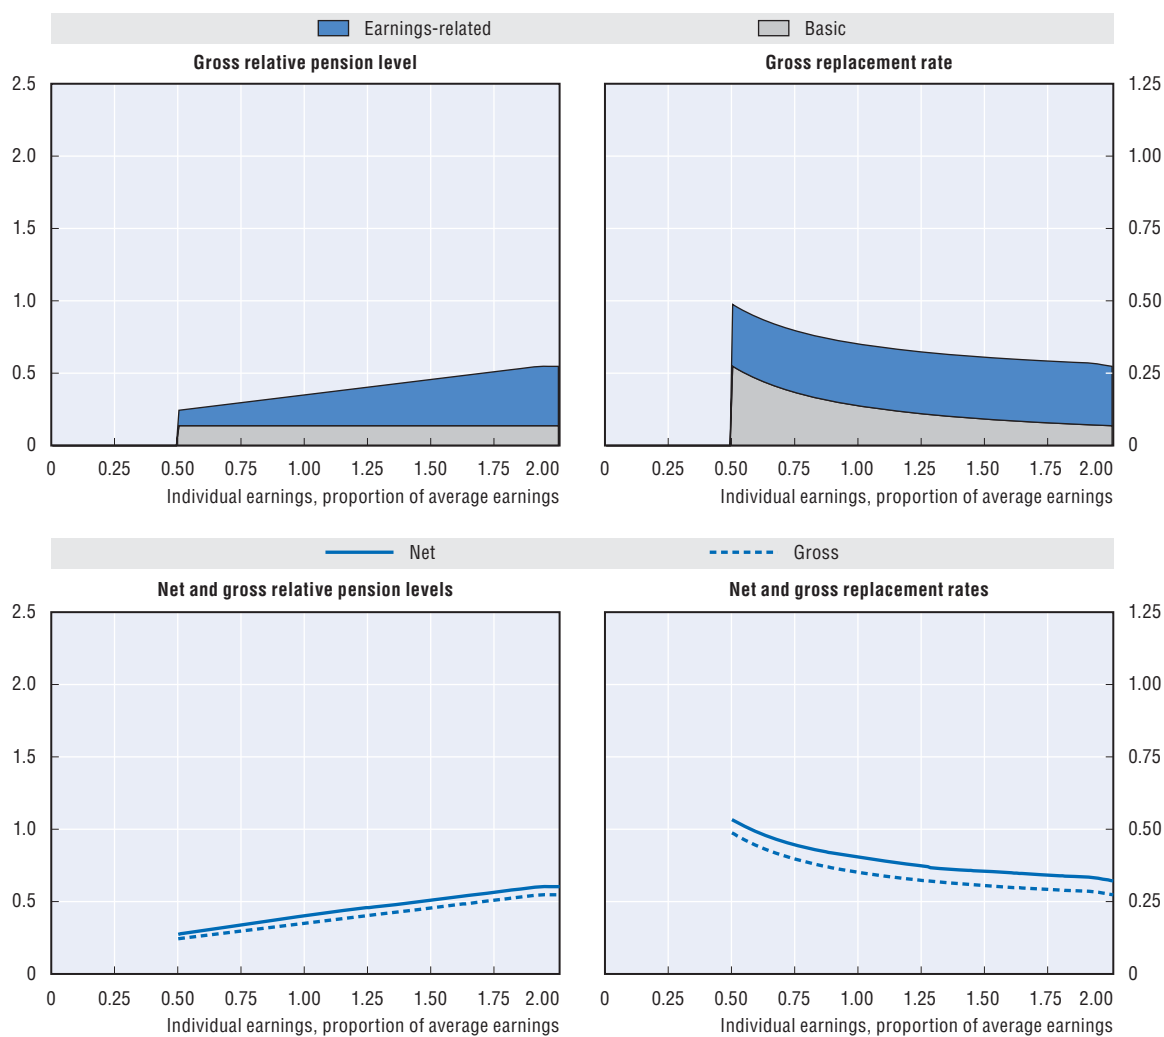 Earnings-related Basic
Gross relative pension level Gross replacement rate
2.5 1.25
2.0 1.00
1.5 0.75
1.0 0.50
0.5 0.25
0 0
0 0.25 0.50 0.75 1.00 1.25 1.50 1.75 2.00 0 0.25 0.50 0.75 1.00 1.25 1.50 1.75 2.00
Individual earnings, proportion of average earnings Individual earnings, proportion of average earnings
Net Gross
Net and gross relative pension levels Net and gross replacement rates
2.5 1.25
2.0 1.00
1.5 0.75
1.0 0.50
0.5 0.25
0 0
0 0.25 0.50 0.75 1.00 1.25 1.50 1.75 2.00 0 0.25 0.50 0.75 1.00 1.25 1.50 1.75 2.00
Individual earnings, proportion of average earnings Individual earnings, proportion of average earnings